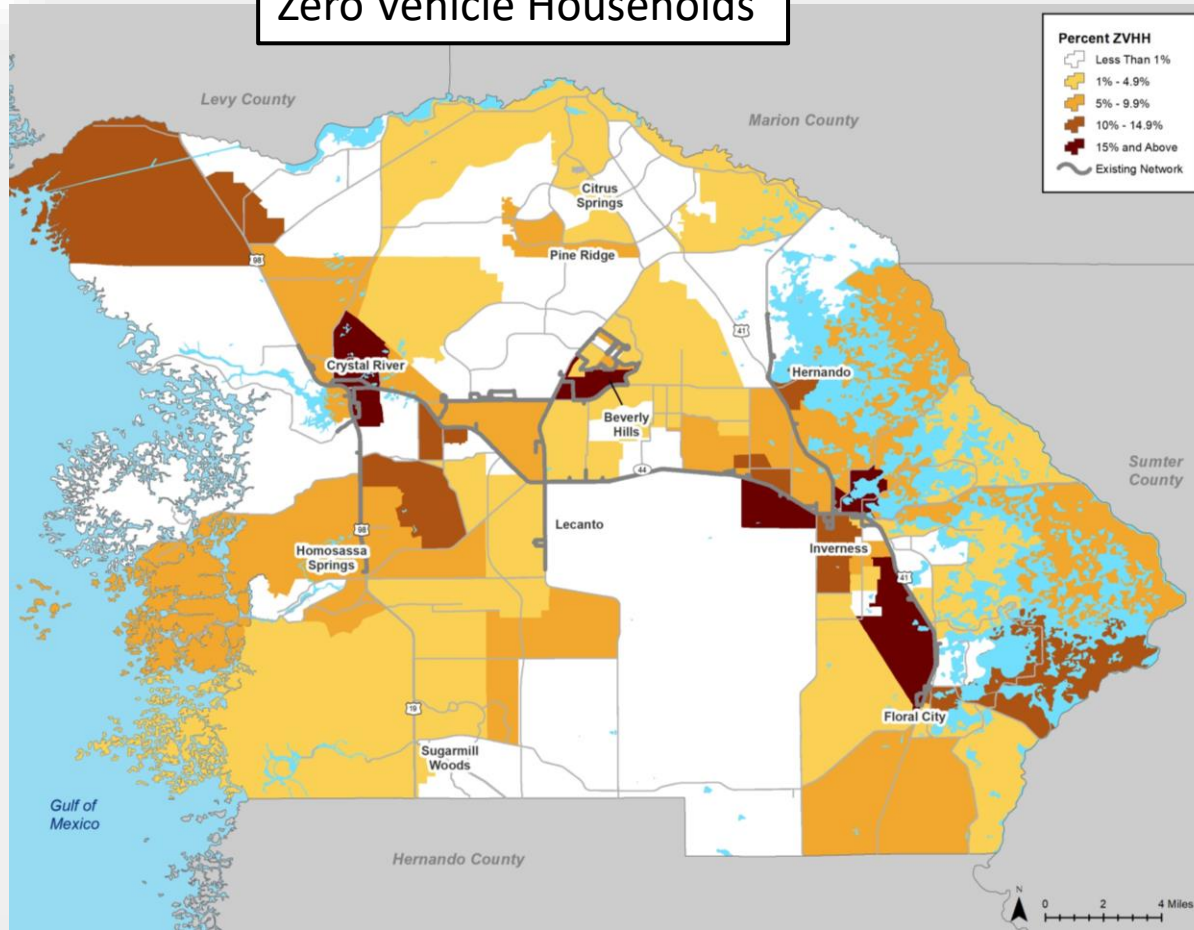 Zero Vehicle Households
Percent ZVHH
Less Than 1%
1% - 4.9%
5% - 9.9%
10% - 14.9%
15% and Above
Existing Network
Levy County
Marion County
Citrus
Springs
Pine Ridge
98
41
Crystal River
Hernando
Beverly
Hills
44
Sumter
County
Lecanto
98
Homosassa
Springs
Inverness
41
19
Floral City
Sugarmill
Woods
Gulf of
Mexico
Hernando County
N
0 2 4 Miles